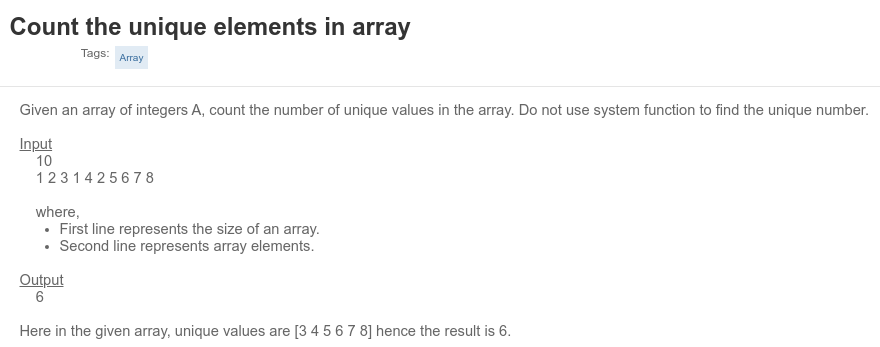 Count the unique elements in array
Tags: Array
Given an array of integers A, count the number of unique values in the array. Do not use system function to find the unique number.
Input
10
1 2 3 1 4 2 5 6 7 8
where,
• First line represents the size of an array.
• Second line represents array elements.
Output
6
Here in the given array, unique values are [3 4 5 6 7 8] hence the result is 6.